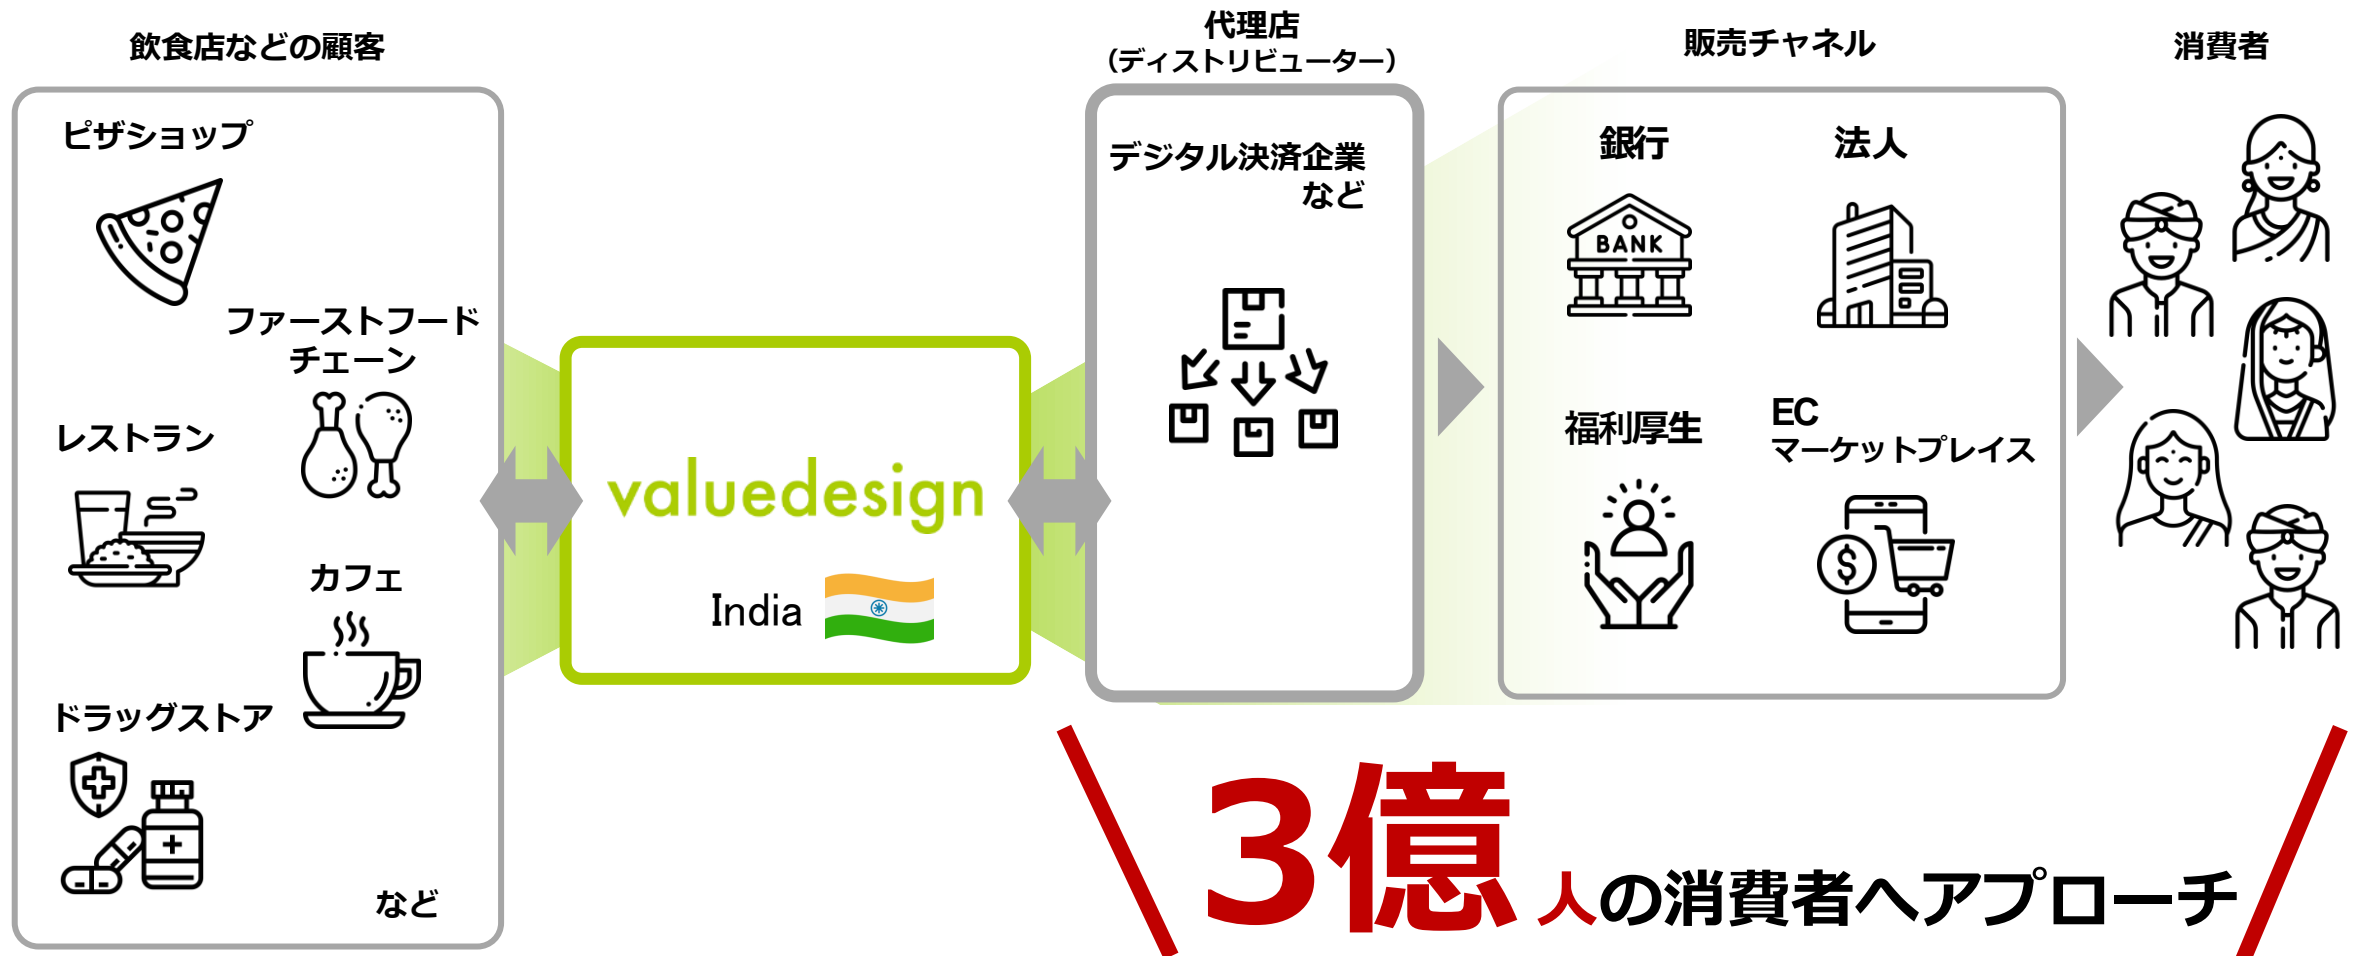 飲食店などの顧客
ピザショップ
ファーストフード
チェーン
レストラン
カフェ
ドラッグストア
など
valuedesign
India
代理店
（ディストリビューター）
デジタル決済企業
など
販売チャネル
銀行
BANK
法人
福利厚生
EC
マーケットプレイス
$
消費者
3億人の消費者へアプローチ